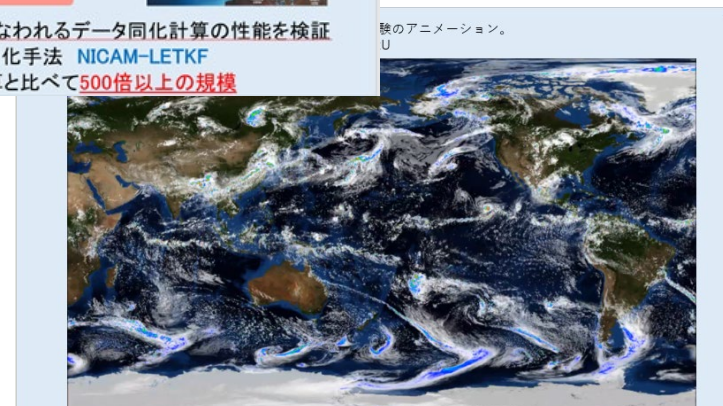 なわれるデータ同化計算の性能を検証
化手法 NICAM-LETKF
と比べて500倍以上の規模
験のアニメーション。
U